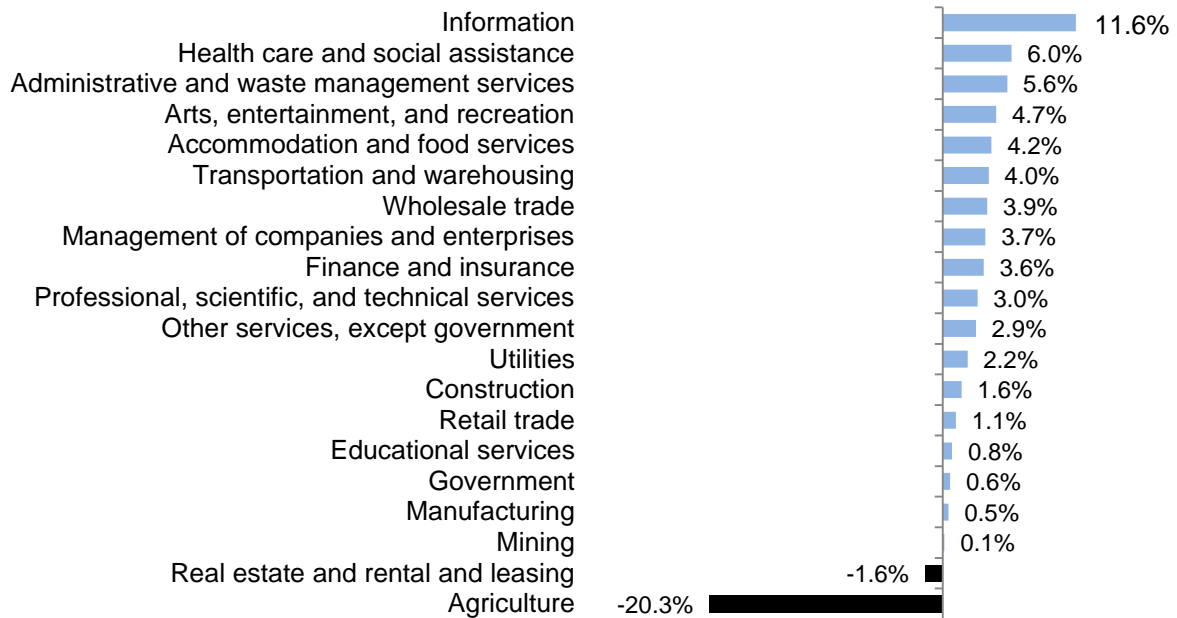 Information 11.6%
Health care and social assistance 6.0%
Administrative and waste management services 5.6%
Arts, entertainment, and recreation 4.7%
Accommodation and food services 4.2%
Transportation and warehousing 4.0%
Wholesale trade 3.9%
Management of companies and enterprises 3.7%
Finance and insurance 3.6%
Professional, scientific, and technical services 3.0%
Other services, except government 2.9%
Utilities 2.2%
Construction 1.6%
Retail trade 1.1%
Educational services 0.8%
Government 0.6%
Manufacturing 0.5%
Mining 0.1%
Real estate and rental and leasing -1.6%
Agriculture -20.3%